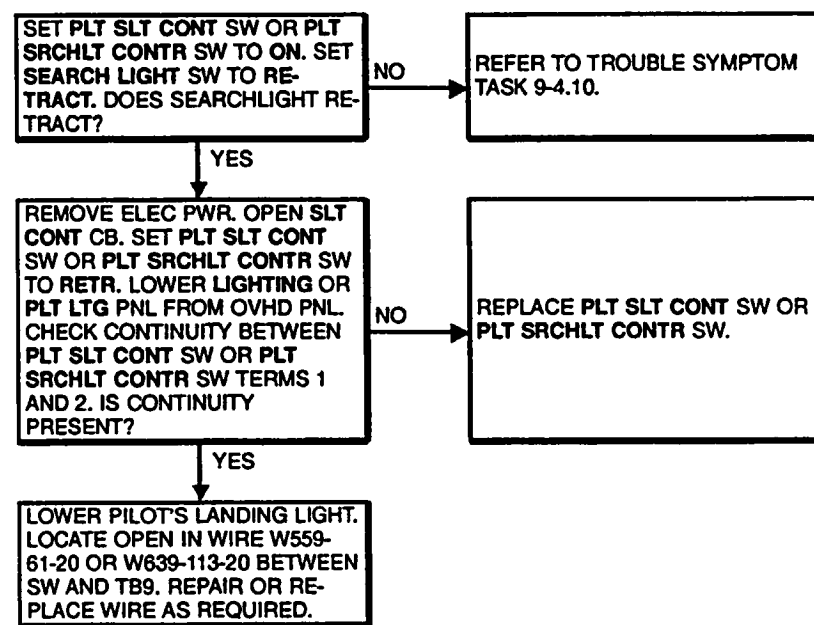 SET PLT SLT CONT SW OR PLT
SRCHLT CONTR SW TO ON. SET
SEARCH LIGHT SW TO RE-
TRACT. DOES SEARCHLIGHT RE-
TRACT?
NO
REFER TO TROUBLE SYMPTOM
TASK 9-4.10.
YES
REMOVE ELEC PWR. OPEN SLT
CONT CB. SET PLT SLT CONT
SW OR PLT SRCHLT CONTR SW
TO RETR. LOWER LIGHTING OR
PLT LTG PNL FROM OVHD PNL.
CHECK CONTINUITY BETWEEN
PLT SLT CONT SW OR PLT
SRCHLT CONTR SW TERMS 1
AND 2. IS CONTINUITY
PRESENT?
NO
REPLACE PLT SLT CONT SW OR
PLT SRCHLT CONTR SW.
YES
LOWER PILOT'S LANDING LIGHT.
LOCATE OPEN IN WIRE W559-
61-20 OR W639-113-20 BETWEEN
SW AND TB9. REPAIR OR RE-
PLACE WIRE AS REQUIRED.